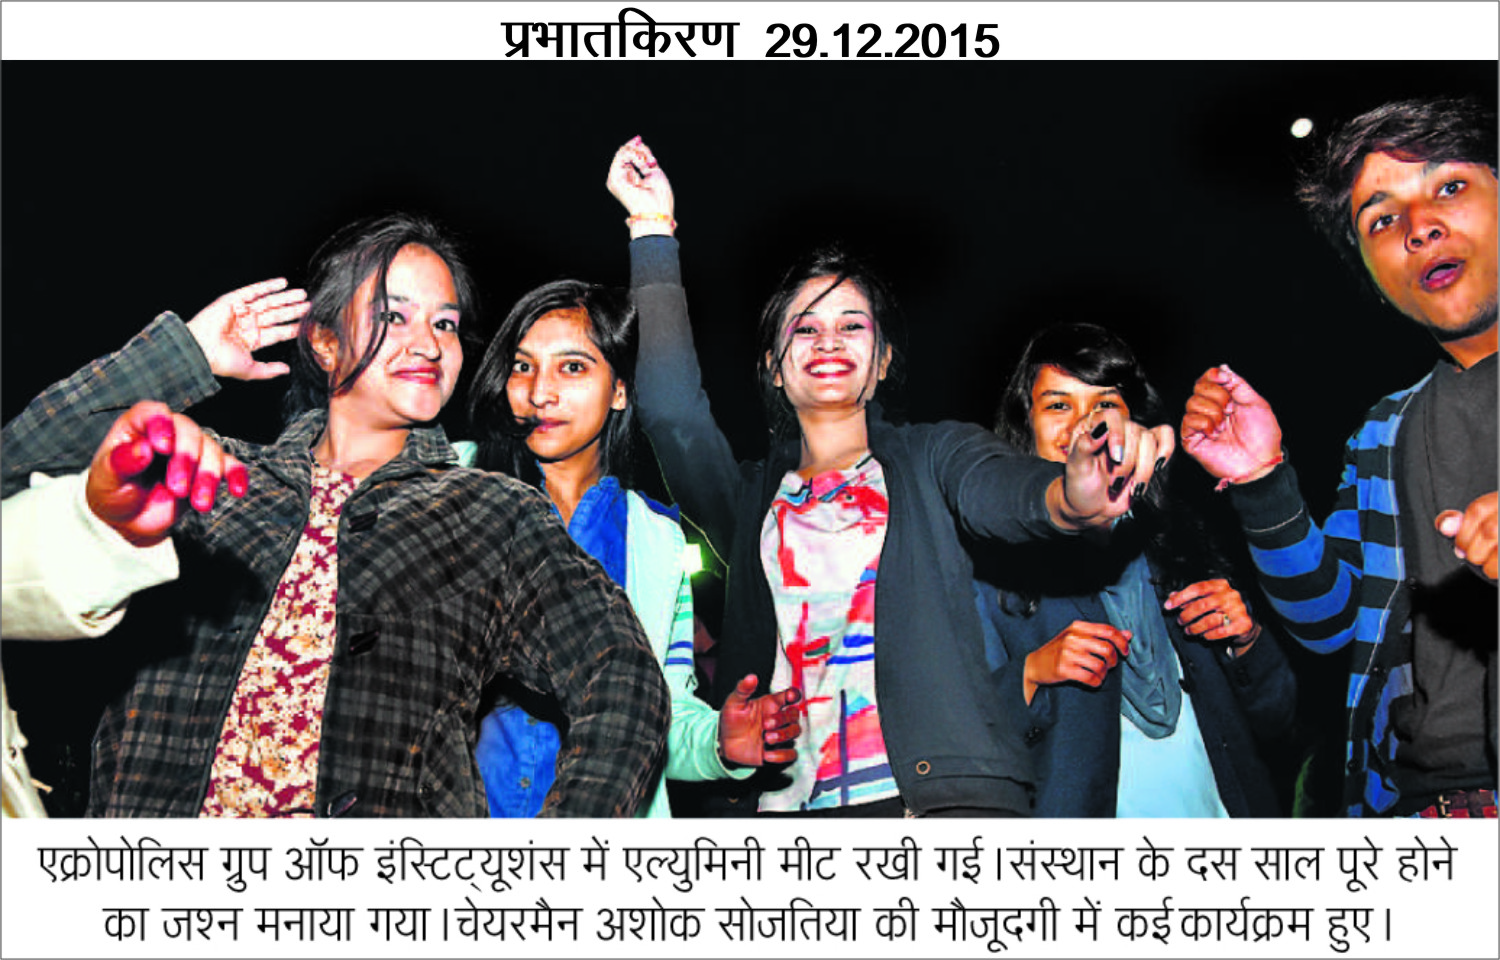 प्रभातकिरण 29.12.2015
एक्रोपोलिस ग्रुप ऑफ इंस्टिट्यूशंस में एल्युमिनी मीट रखी गई।संस्थान के दस साल पूरे होने
का जश्न मनाया गया।चेयरमैन अशोक सोजतिया की मौजूदगी में कई कार्यक्रम हुए।